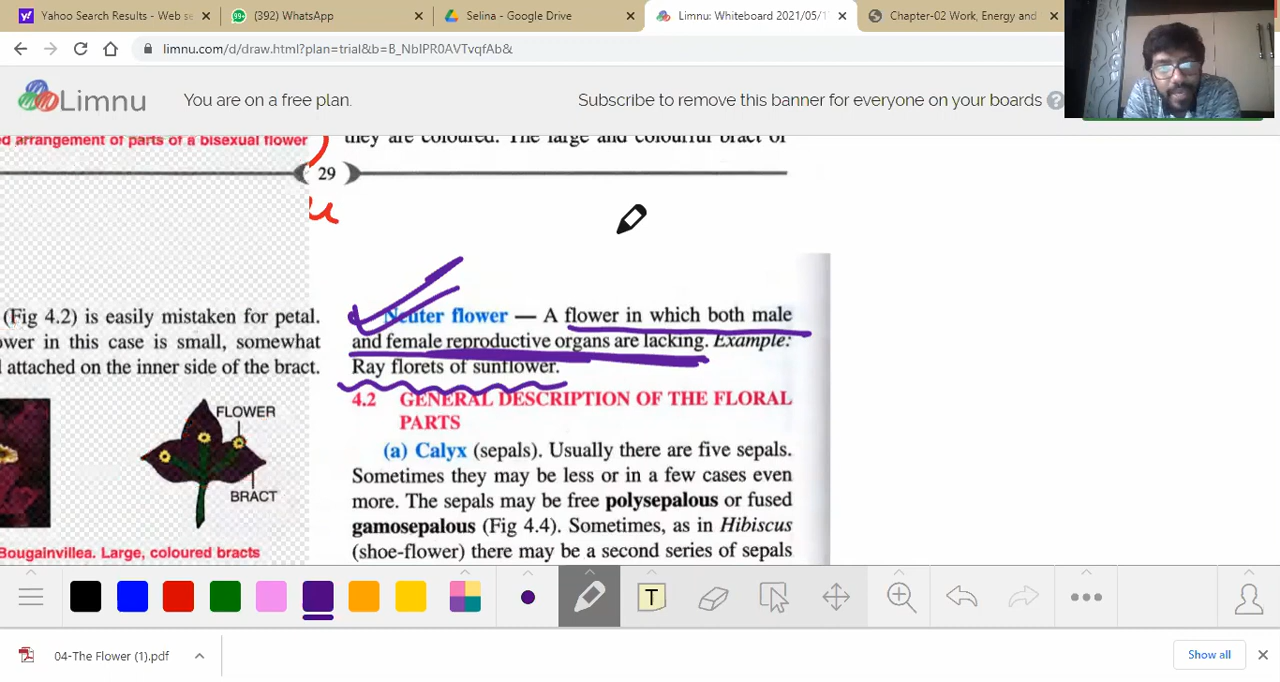 Yahoo Search Results - Web se
(392) WhatsApp
Selina - Google Drive
Limnu: Whiteboard 2021/05/1
Chapter-02 Work, Energy and
limnu.com/d/draw.html?plan=trial&b=B_NbIPR0AVTvqfAb&
Limnu
You are on a free plan.
Subscribe to remove this banner for everyone on your boards
ed arrangement of parts of a bisexual flower
they are coloured. The large and colourful bract of
29
(Fig 4.2) is easily mistaken for petal.
ower in this case is small, somewhat
l attached on the inner side of the bract.
FLOWER
BRACT
Bougainvillea. Large, coloured bracts
Neuter flower — A flower in which both male
and female reproductive organs are lacking. Example:
Ray florets of sunflower.
4.2 GENERAL DESCRIPTION OF THE FLORAL
PARTS
(a) Calyx (sepals). Usually there are five sepals.
Sometimes they may be less or in a few cases even
more. The sepals may be free polysepalous or fused
gamosepalous (Fig 4.4). Sometimes, as in Hibiscus
(shoe-flower) there may be a second series of sepals
T
04-The Flower (1).pdf
Show all